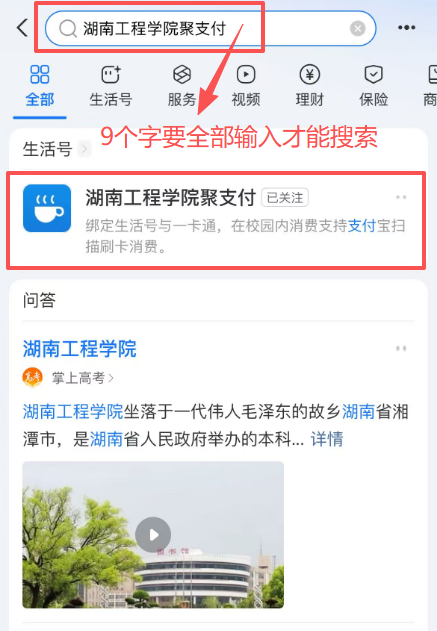 湖南工程学院聚支付
全部 生活号 服务 视频 理财 保险 商
9个字要全部输入才能搜索
生活号
湖南工程学院聚支付 已关注
绑定生活号与一卡通，在校园内消费支持支付宝扫
描刷卡消费。
问答
湖南工程学院
高考 掌上高考
湖南工程学院坐落于一代伟人毛泽东的故乡湖南省湘
潭市，是湖南省人民政府举办的本科... 详情
图书馆